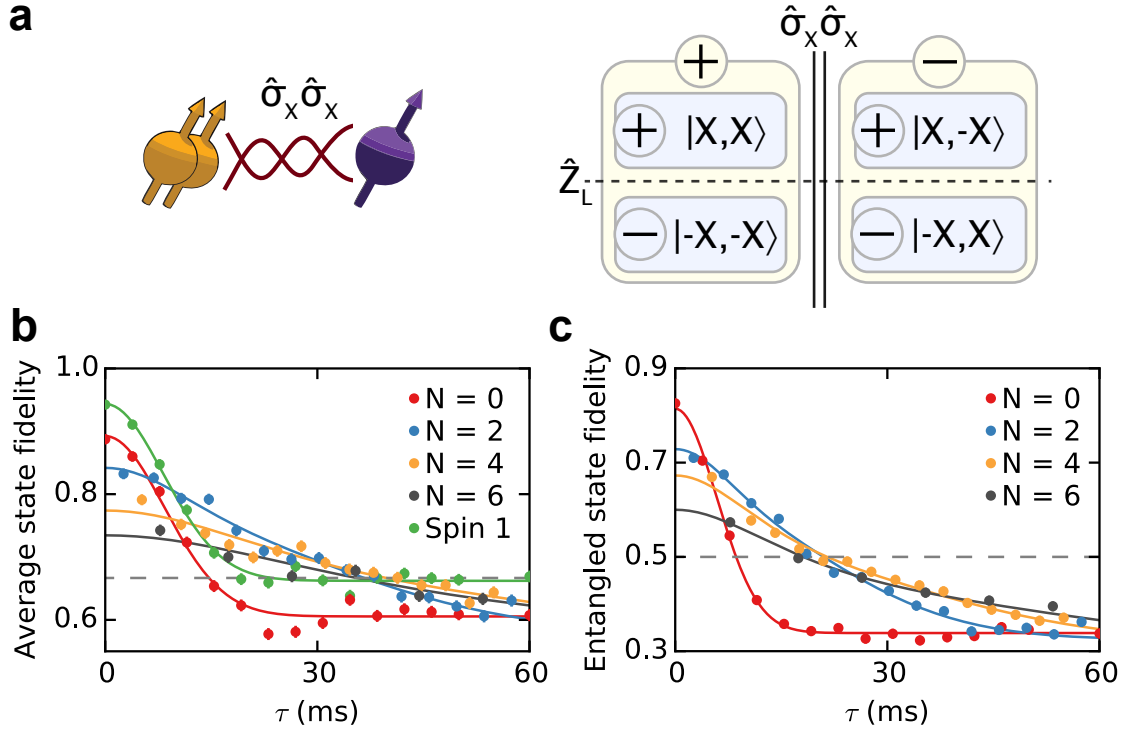 a
σ̂ₓσ̂ₓ
σ̂ₓσ̂ₓ
+ −
+ |X,X⟩ + |X,-X⟩
Ẑ_L
− |-X,-X⟩ − |-X,X⟩
b
Average state fidelity
1.0
0.8
0.6
N = 0
N = 2
N = 4
N = 6
Spin 1
0 30 60
τ (ms)
c
Entangled state fidelity
0.9
0.7
0.5
0.3
N = 0
N = 2
N = 4
N = 6
0 30 60
τ (ms)